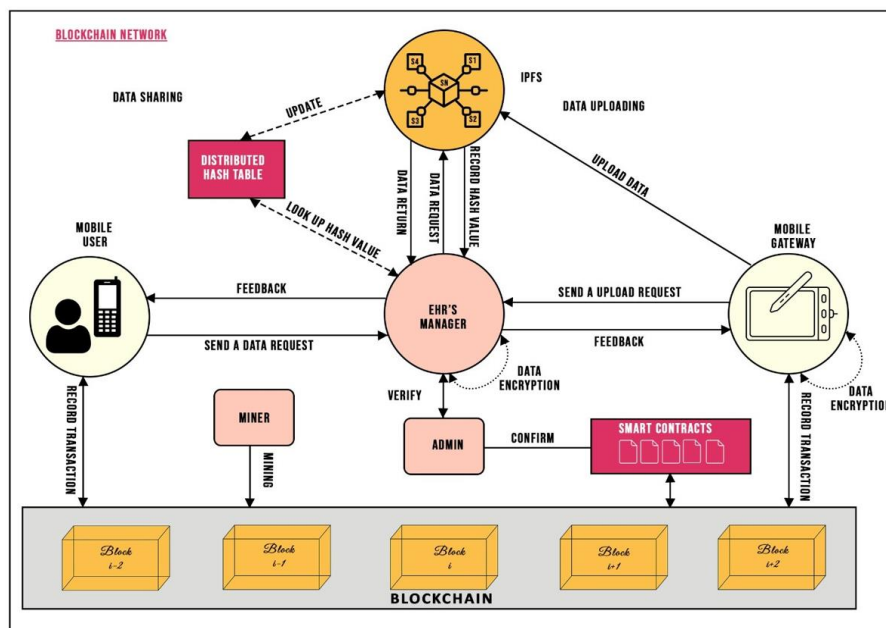 BLOCKCHAIN NETWORK
DATA SHARING
UPDATE
S4
S1
SN
S3
S2
IPFS
DATA UPLOADING
DISTRIBUTED
HASH TABLE
LOOK UP HASH VALUE
DATA RETURN
DATA REQUEST
RECORD HASH VALUE
UPLOAD DATA
MOBILE
USER
MOBILE
GATEWAY
FEEDBACK
EHR'S
MANAGER
SEND A UPLOAD REQUEST
SEND A DATA REQUEST
FEEDBACK
DATA
ENCRYPTION
DATA
ENCRYPTION
VERIFY
RECORD TRANSACTION
MINER
MINING
ADMIN
CONFIRM
SMART CONTRACTS
RECORD TRANSACTION
Block
i-2
Block
i-1
Block
i
Block
i+1
Block
i+2
BLOCKCHAIN